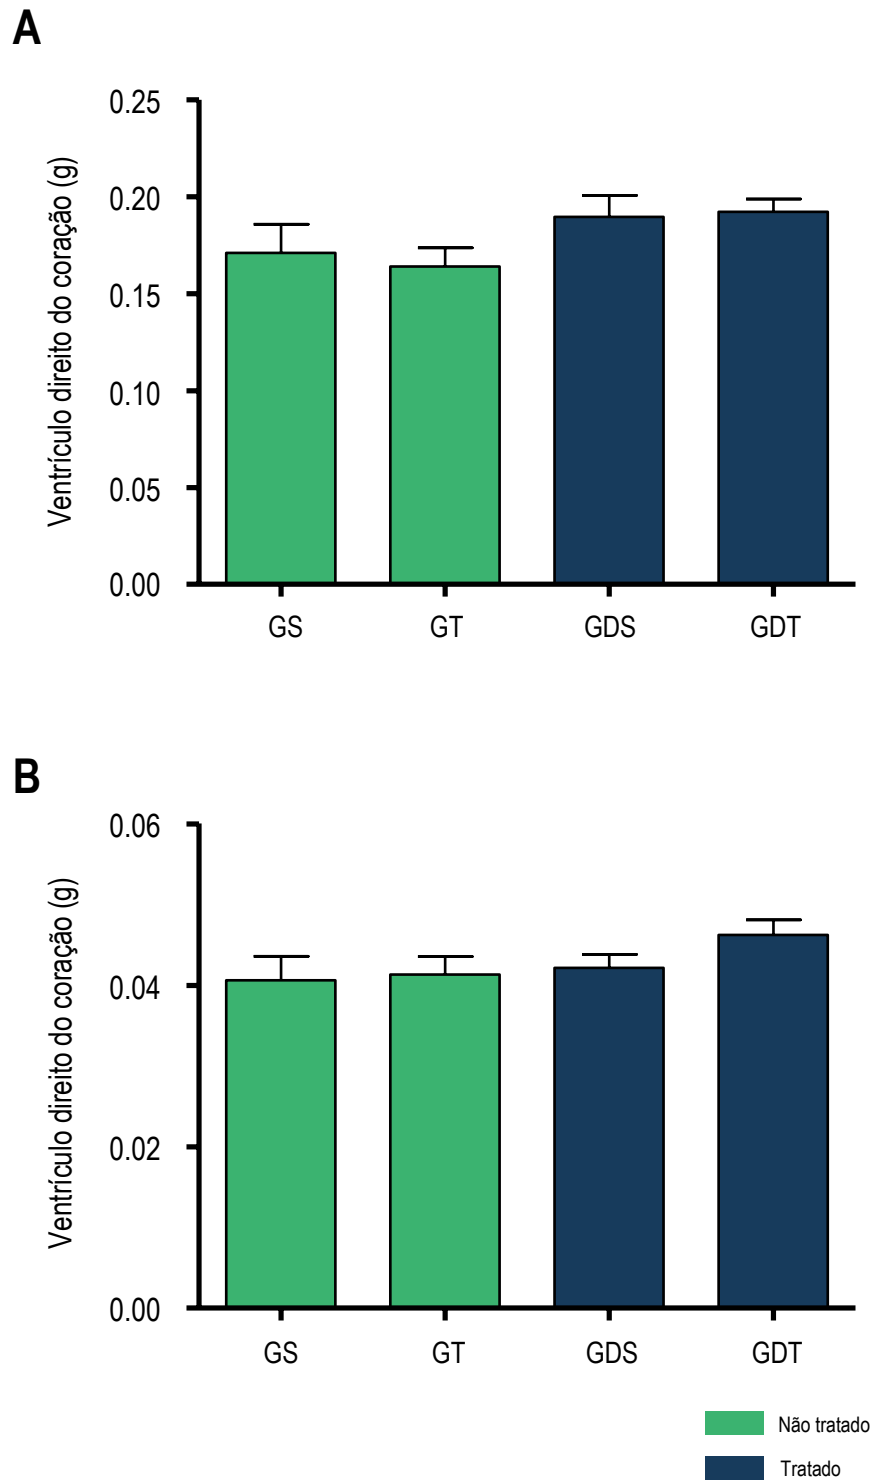 A
Ventrículo direito do coração (g)
0.25
0.20
0.15
0.10
0.05
0.00
GS GT GDS GDT
B
Ventrículo direito do coração (g)
0.06
0.04
0.02
0.00
GS GT GDS GDT
Não tratado
Tratado